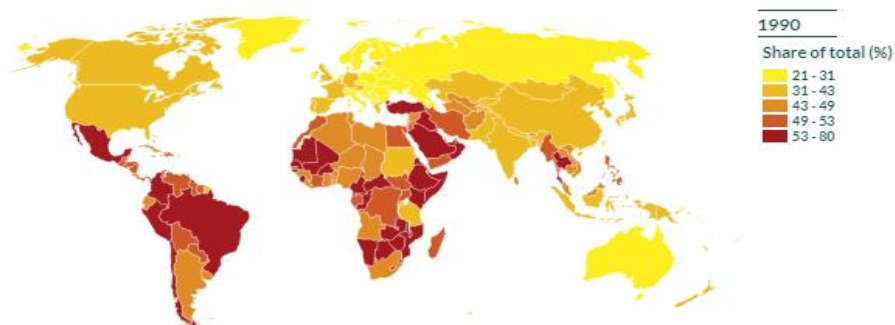 1990
Share of total (%)
21 - 31
31 - 43
43 - 49
49 - 53
53 - 80